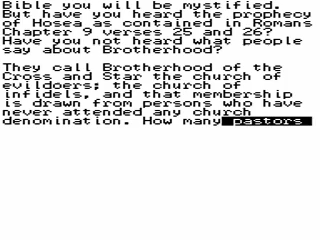 Bible you will be mystified.
But have you heard the prophecy
of Hosea as contained in Romans
Chapter 9 verses 25 and 26?
Have you not heard what people
say about Brotherhood?
They call Brotherhood of the
Cross and Star the church of
evildoers; the church of
infidels, and that membership
is drawn from persons who have
never attended any church
denomination. How many pastors